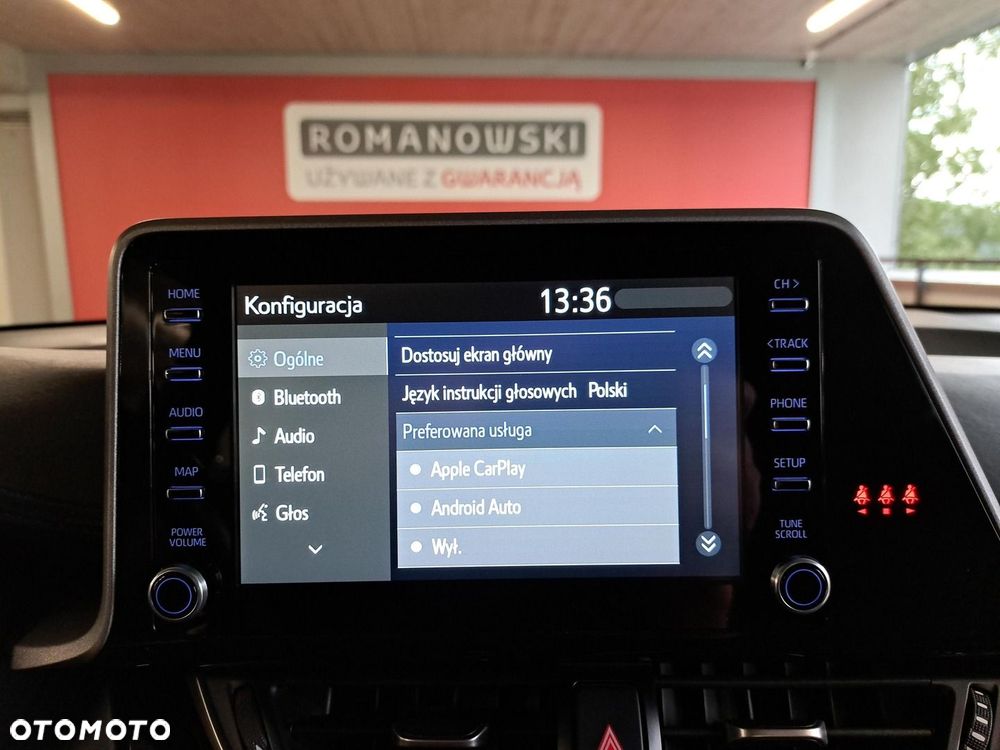 ROMANOWSKI
UŻYWANE Z GWARANCJĄ
HOME
MENU
AUDIO
MAP
POWER
VOLUME
Konfiguracja
13:36
Ogólne
Bluetooth
Audio
Telefon
Głos
Dostosuj ekran główny
Język instrukcji głosowych Polski
Preferowana usługa
Apple CarPlay
Android Auto
Wył.
CH >
< TRACK
PHONE
SETUP
TUNE
SCROLL
OTOMOTO